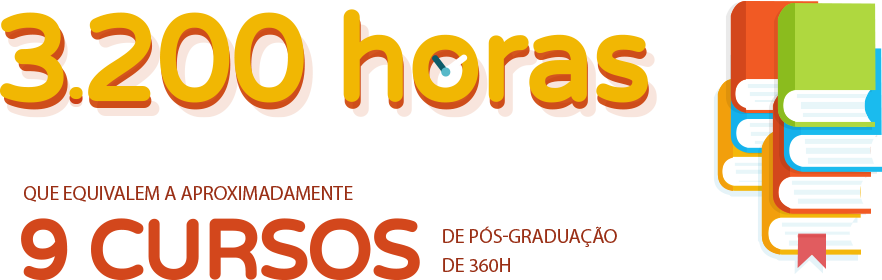 3.200 horas
QUE EQUIVALEM A APROXIMADAMENTE
9 CURSOS
DE PÓS-GRADUAÇÃO
DE 360H